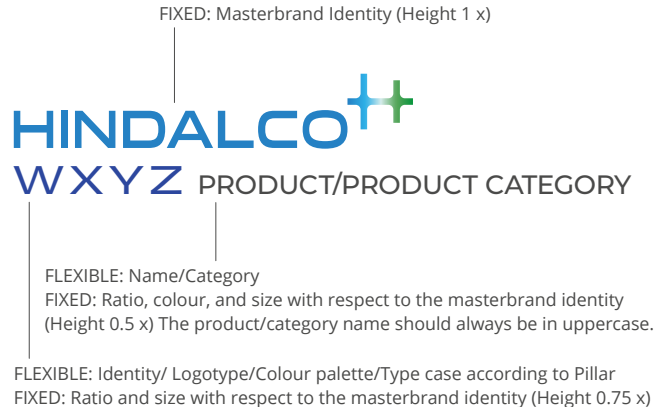 FIXED: Masterbrand Identity (Height 1 x)
HINDALCO
WXYZ PRODUCT/PRODUCT CATEGORY
FLEXIBLE: Name/Category
FIXED: Ratio, colour, and size with respect to the masterbrand identity
(Height 0.5 x) The product/category name should always be in uppercase.
FLEXIBLE: Identity/ Logotype/Colour palette/Type case according to Pillar
FIXED: Ratio and size with respect to the masterbrand identity (Height 0.75 x)